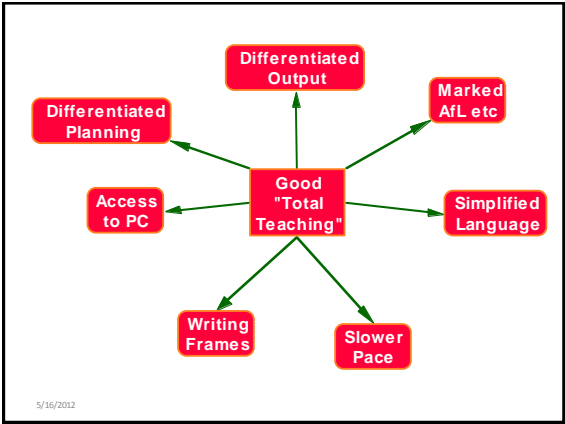 Differentiated
Output
Marked
AfL etc
Differentiated
Planning
Good
"Total
Teaching"
Access
to PC
Simplified
Language
Writing
Frames
Slower
Pace
5/16/2012